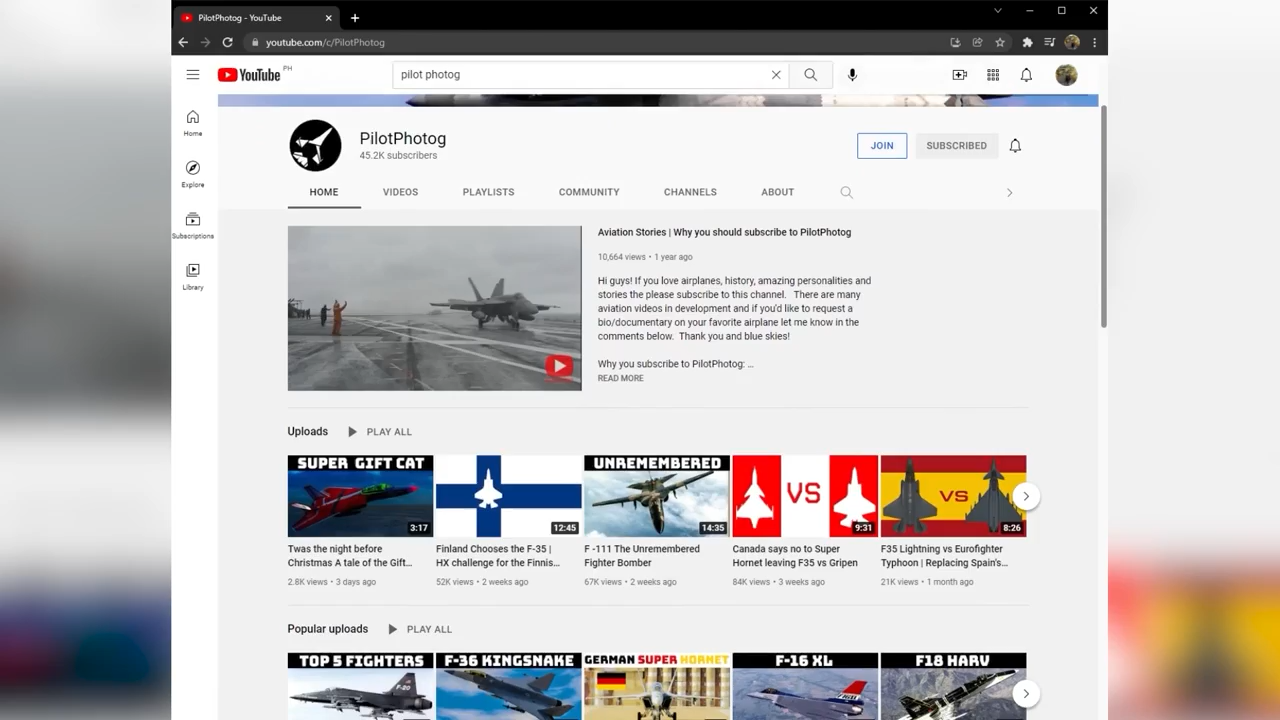 PilotPhotog - YouTube
youtube.com/c/PilotPhotog
YouTube PH
pilot photog
PilotPhotog
45.2K subscribers
JOIN
SUBSCRIBED
Home
Explore
Subscriptions
Library
HOME VIDEOS PLAYLISTS COMMUNITY CHANNELS ABOUT
Aviation Stories | Why you should subscribe to PilotPhotog
10,664 views • 1 year ago
Hi guys! If you love airplanes, history, amazing personalities and
stories the please subscribe to this channel. There are many
aviation videos in development and if you'd like to request a
bio/documentary on your favorite airplane let me know in the
comments below. Thank you and blue skies!
Why you subscribe to PilotPhotog: ...
READ MORE
Uploads PLAY ALL
SUPER GIFT CAT
3:17
Twas the night before
Christmas A tale of the Gift...
2.8K views • 3 days ago
12:45
Finland Chooses the F-35 |
HX challenge for the Finnis...
52K views • 2 weeks ago
UNREMEMBERED
14:35
F -111 The Unremembered
Fighter Bomber
67K views • 2 weeks ago
VS
9:31
Canada says no to Super
Hornet leaving F35 vs Gripen
84K views • 3 weeks ago
VS
8:26
F35 Lightning vs Eurofighter
Typhoon | Replacing Spain's...
21K views • 1 month ago
Popular uploads PLAY ALL
TOP 5 FIGHTERS
F-20
F-36 KINGSNAKE
GERMAN SUPER HORNET
F-16 XL
F18 HARV